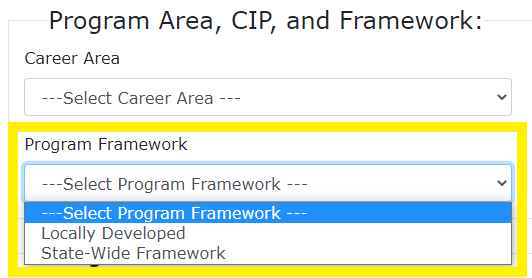 Program Area, CIP, and Framework:
Career Area
---Select Career Area ---
Program Framework
---Select Program Framework ---
---Select Program Framework ---
Locally Developed
State-Wide Framework